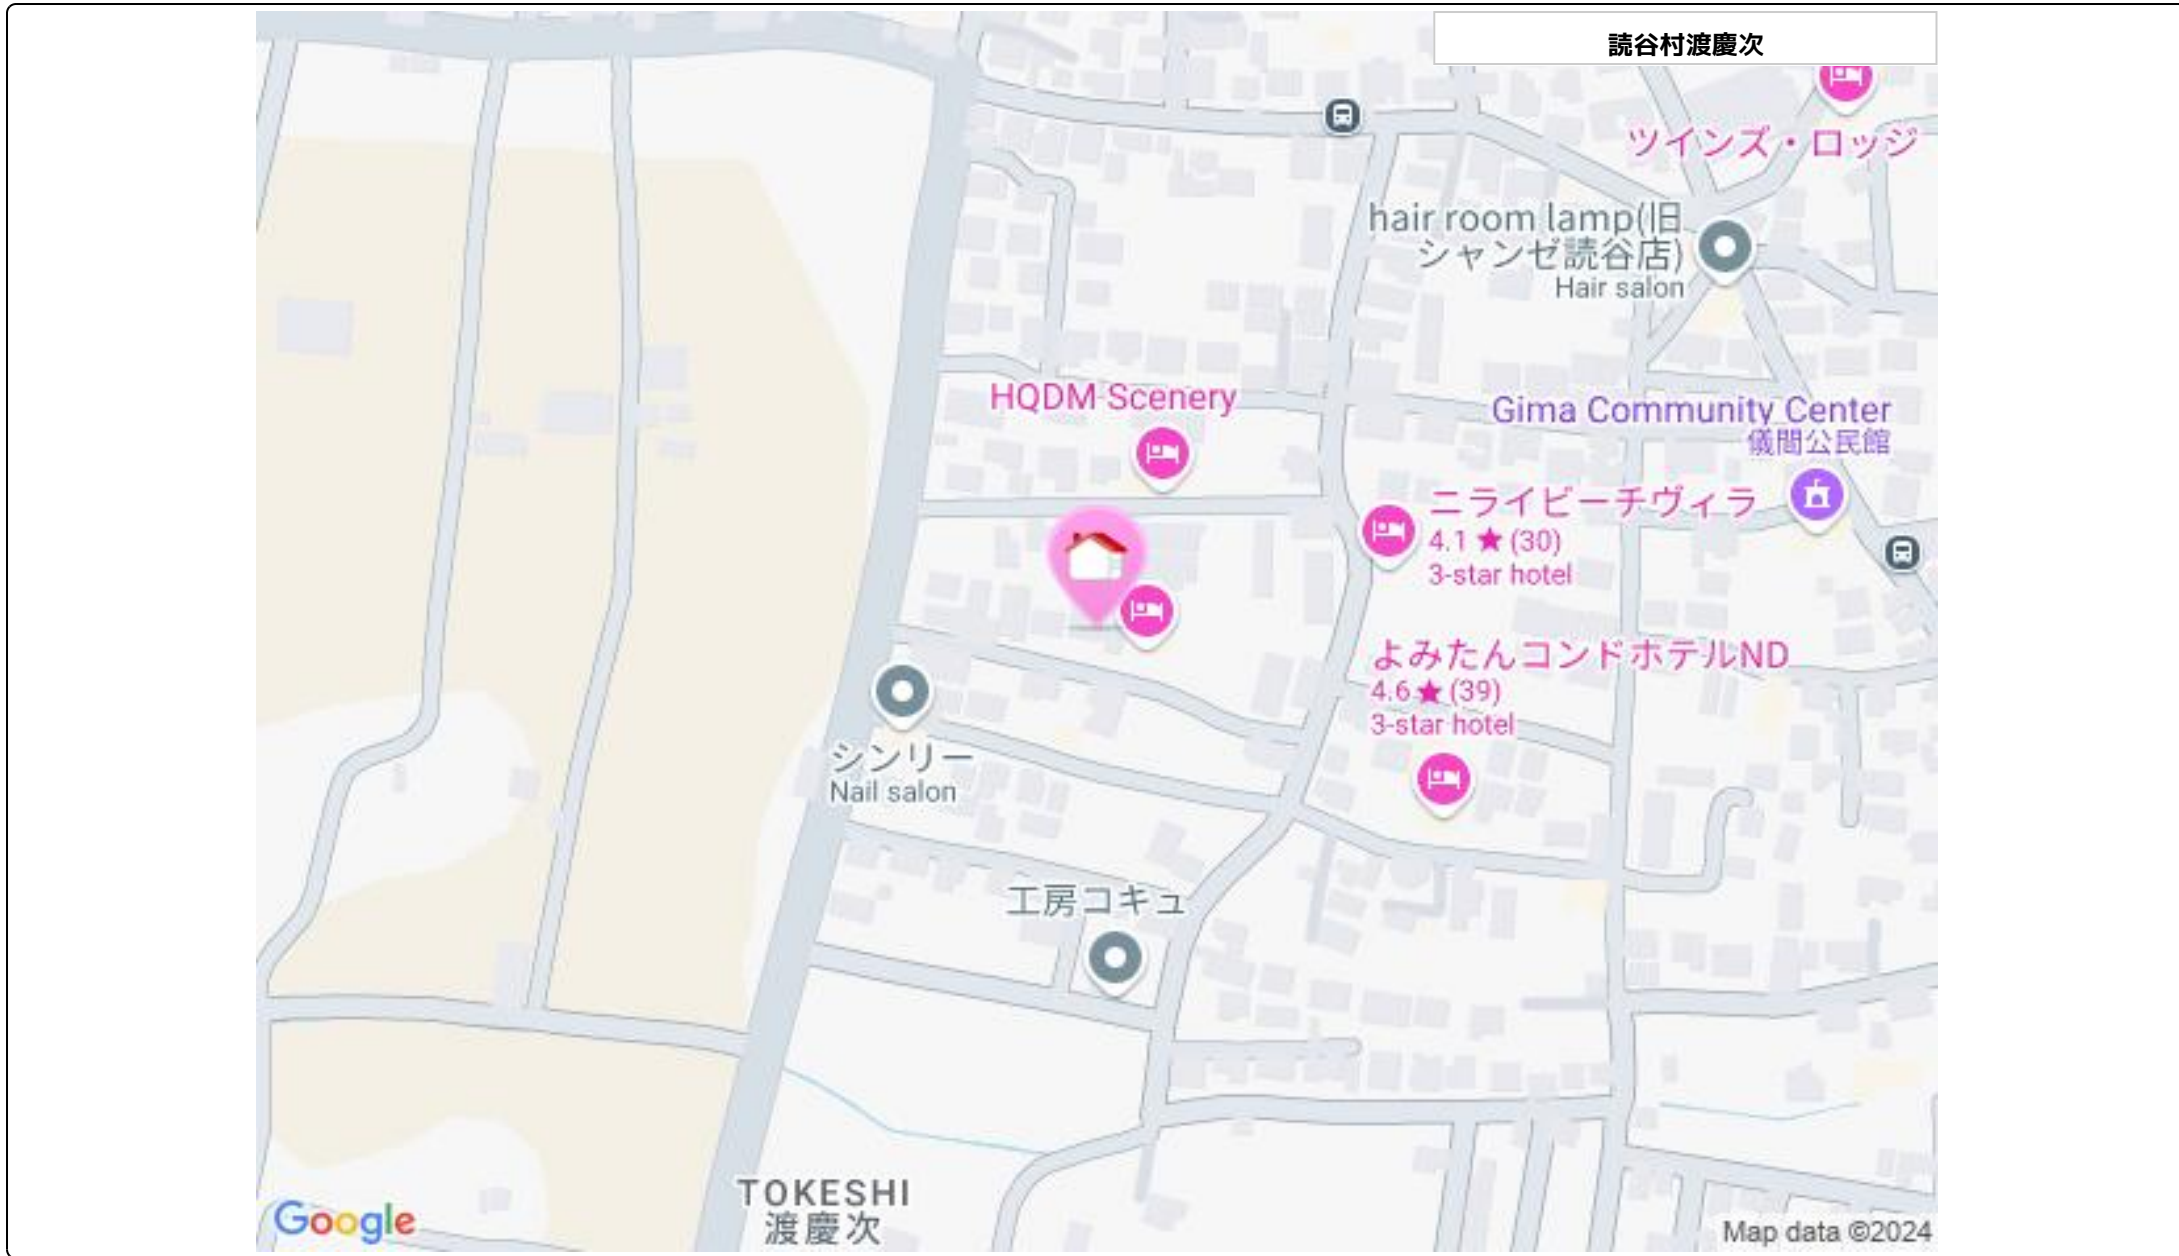 読谷村渡慶次
ツインズ・ロッジ
hair room lamp(旧
シャンゼ読谷店)
Hair salon
HQDM Scenery
Gima Community Center
儀間公民館
ニライビーチヴィラ
4.1 ★ (30)
3-star hotel
よみたんコンドホテルND
4.6 ★ (39)
3-star hotel
シンリー
Nail salon
工房コキュ
TOKESHI
渡慶次
Google
Map data ©2024